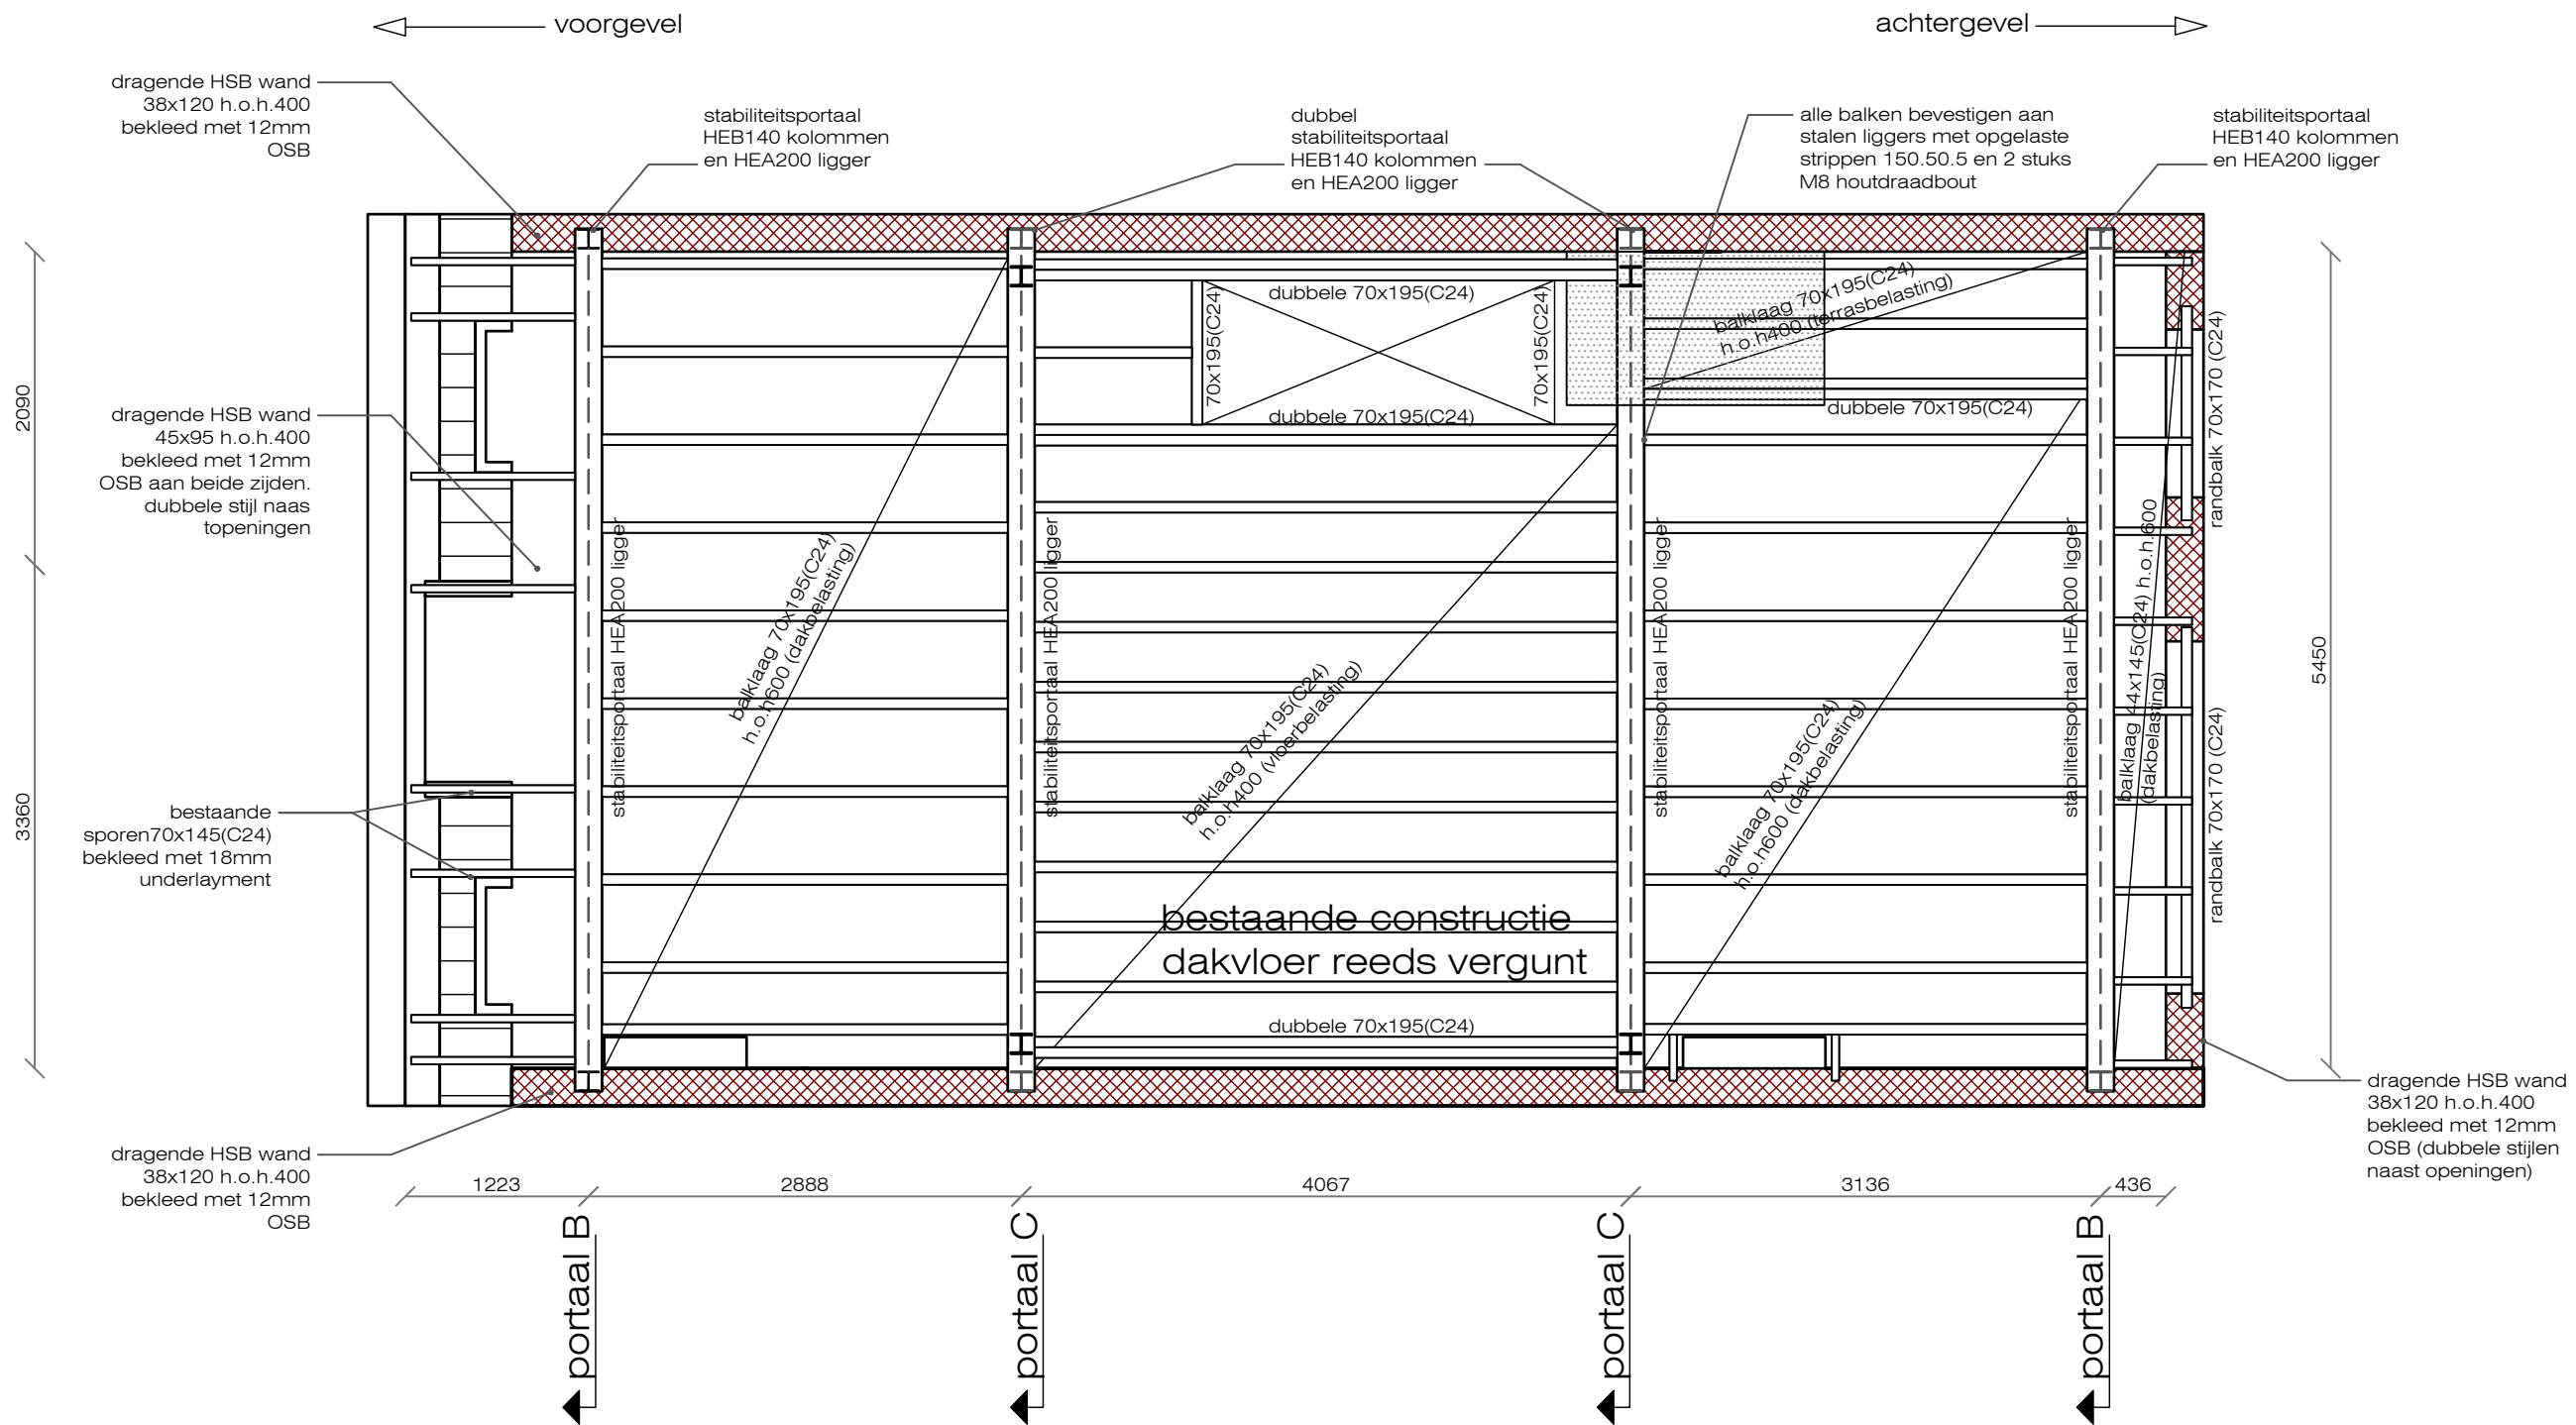 voorgevel
achtergevel
dragende HSB wand
38x120 h.o.h.400
bekleed met 12mm
OSB
stabiliteitsportaal
HEB140 kolommen
en HEA200 ligger
dubbel
stabiliteitsportaal
HEB140 kolommen
en HEA200 ligger
alle balken bevestigen aan
stalen liggers met opgelaste
strippen 150.50.5 en 2 stuks
M8 houtdraadbout
stabiliteitsportaal
HEB140 kolommen
en HEA200 ligger
2090
3360
dragende HSB wand
45x95 h.o.h.400
bekleed met 12mm
OSB aan beide zijden.
dubbele stijl naas
topeningen
bestaande
sporen70x145(C24)
bekleed met 18mm
underlayment
dragende HSB wand
38x120 h.o.h.400
bekleed met 12mm
OSB
stabiliteitsportaal HEA200 ligger
balklaag 70x195(C24)
h.o.h600 (dakbelasting)
stabiliteitsportaal HEA200 ligger
dubbele 70x195(C24)
70x195(C24)
70x195(C24)
dubbele 70x195(C24)
balklaag 70x195(C24)
h.o.h400 (vloerbelasting)
bestaande constructie
dakvloer reeds vergunt
dubbele 70x195(C24)
stabiliteitsportaal HEA200 ligger
balklaag 70x195(C24)
h.o.h400 (terrasbelasting)
dubbele 70x195(C24)
balklaag 70x195(C24)
h.o.h600 (dakbelasting)
stabiliteitsportaal HEA200 ligger
balklaag 44x145(C24) h.o.h.600
(dakbelasting)
randbalk 70x170 (C24)
randbalk 70x170 (C24)
5450
dragende HSB wand
38x120 h.o.h.400
bekleed met 12mm
OSB (dubbele stijlen
naast openingen)
1223
2888
4067
3136
436
portaal B
portaal C
portaal C
portaal B